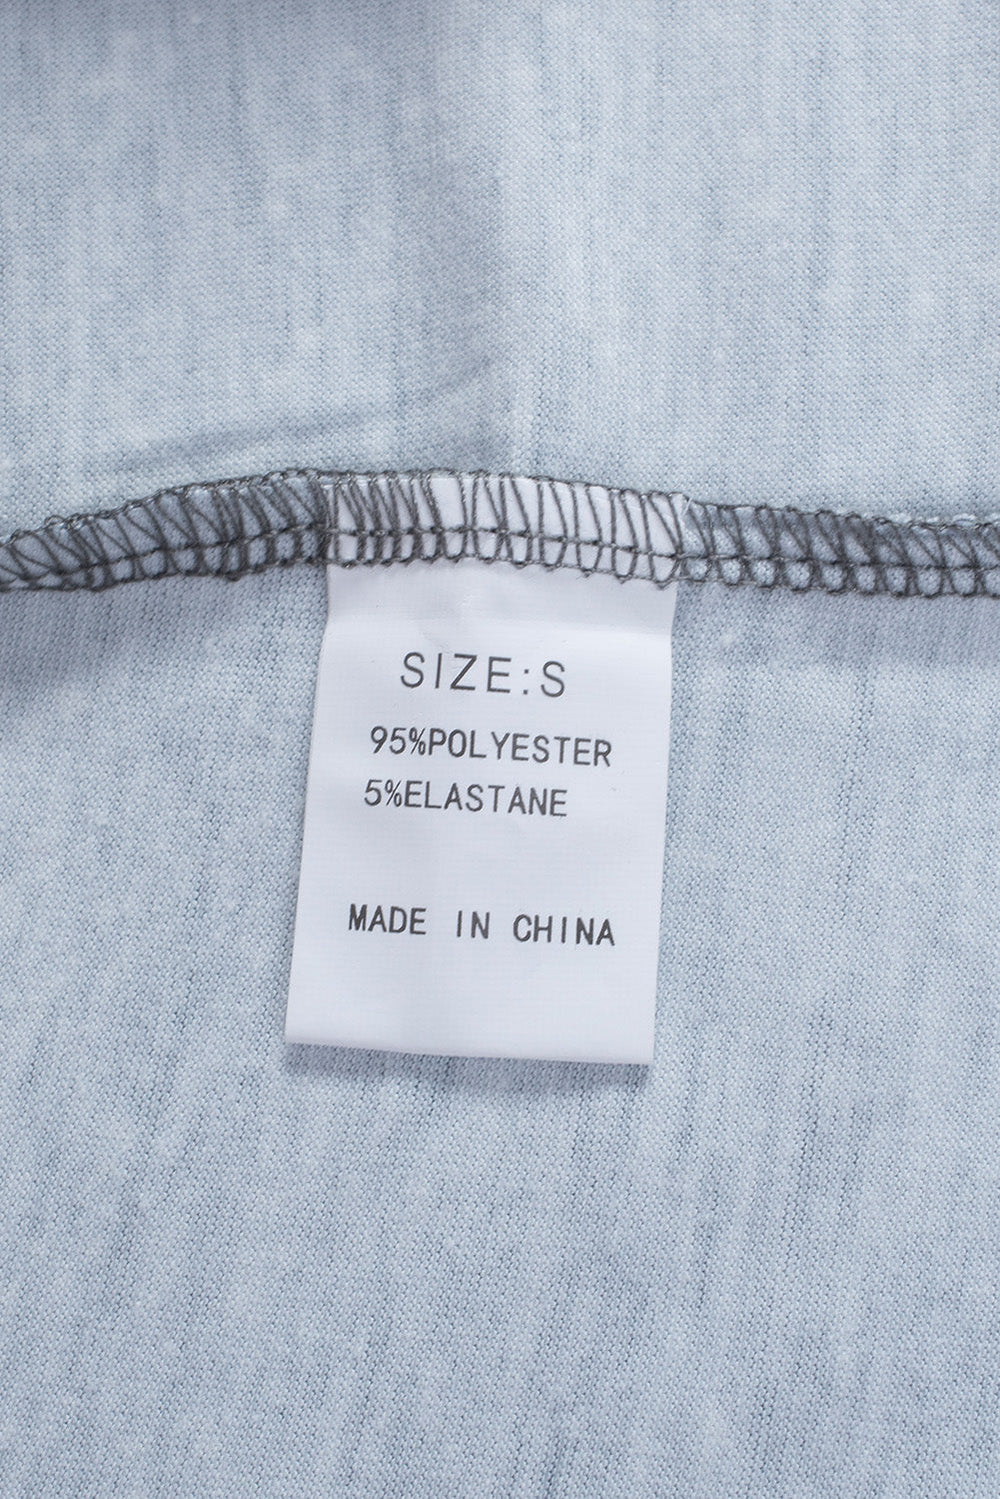 SIZE:S
95%POLYESTER
5%ELASTANE
MADE IN CHINA